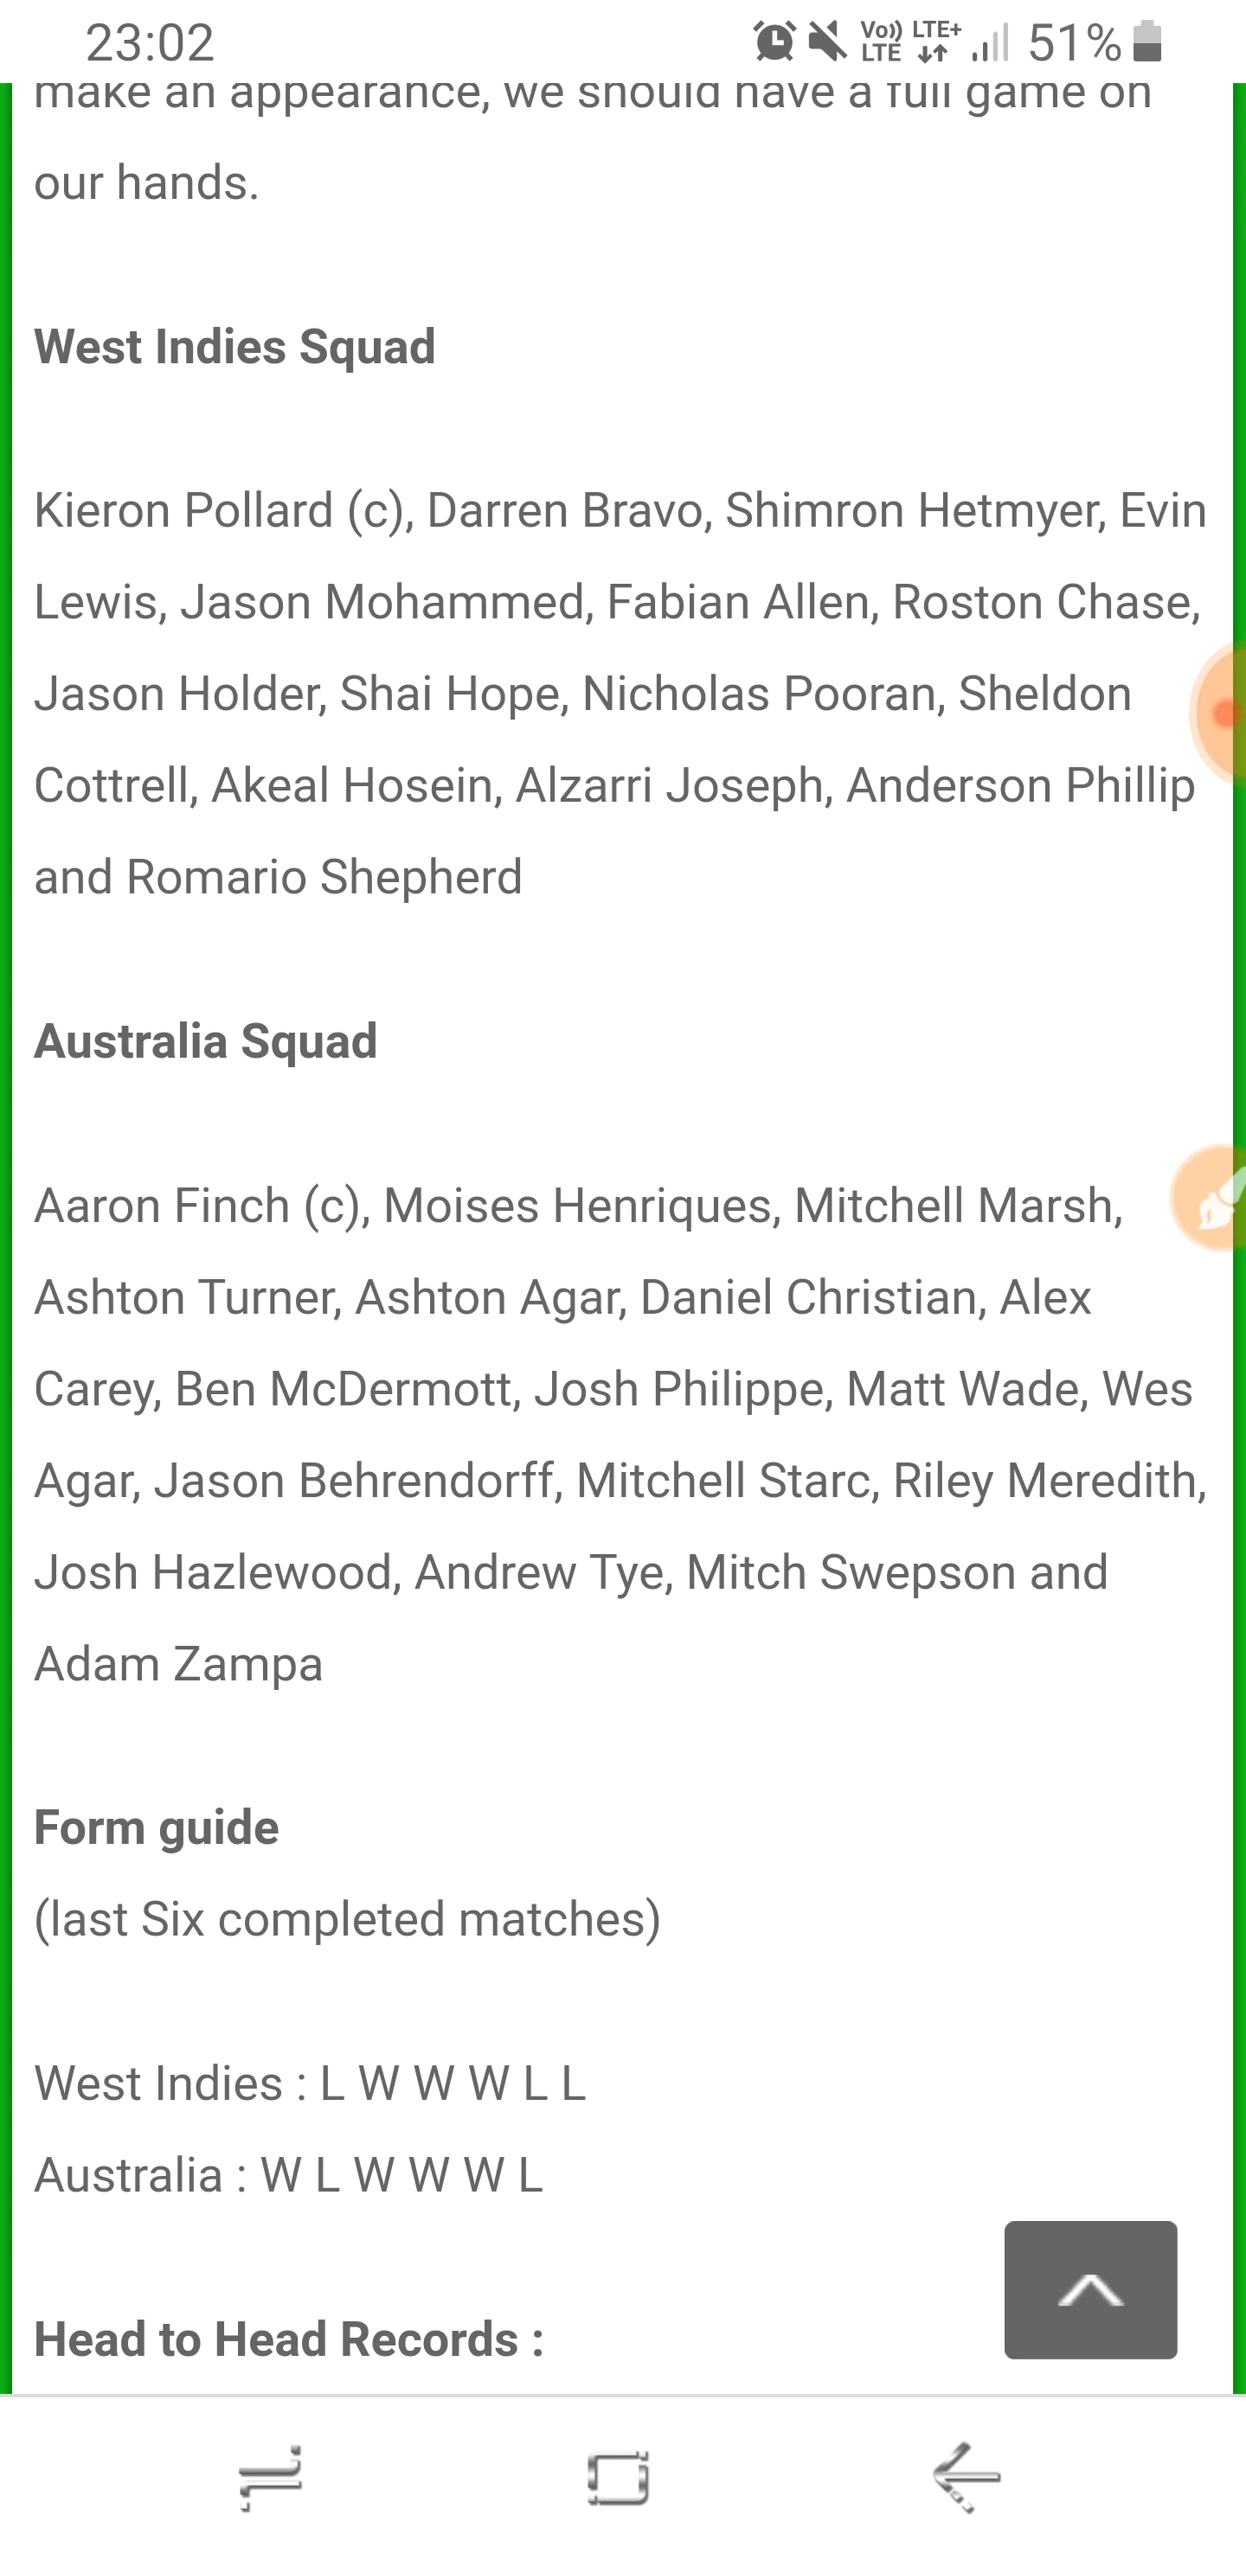 23:02 Vo)) LTE LTE+ 51%
make an appearance, we should have a full game on
our hands.
West Indies Squad
Kieron Pollard (c), Darren Bravo, Shimron Hetmyer, Evin
Lewis, Jason Mohammed, Fabian Allen, Roston Chase,
Jason Holder, Shai Hope, Nicholas Pooran, Sheldon
Cottrell, Akeal Hosein, Alzarri Joseph, Anderson Phillip
and Romario Shepherd
Australia Squad
Aaron Finch (c), Moises Henriques, Mitchell Marsh,
Ashton Turner, Ashton Agar, Daniel Christian, Alex
Carey, Ben McDermott, Josh Philippe, Matt Wade, Wes
Agar, Jason Behrendorff, Mitchell Starc, Riley Meredith,
Josh Hazlewood, Andrew Tye, Mitch Swepson and
Adam Zampa
Form guide
(last Six completed matches)
West Indies : L W W W L L
Australia : W L W W W L
Head to Head Records :